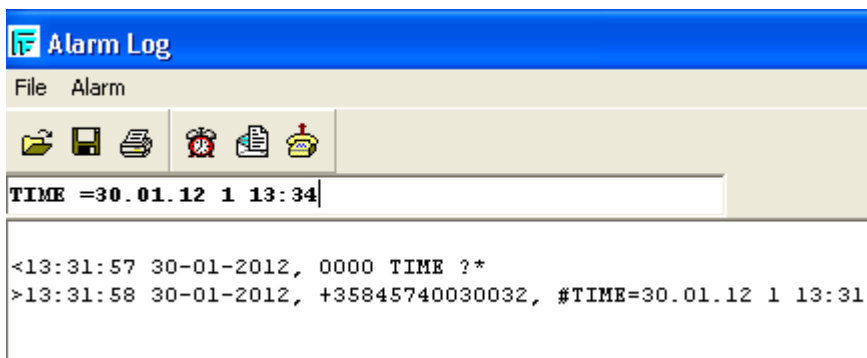 Alarm Log
File Alarm
TIME =30.01.12 1 13:34
<13:31:57 30-01-2012, 0000 TIME ?*
>13:31:58 30-01-2012, +35845740030032, #TIME=30.01.12 1 13:31